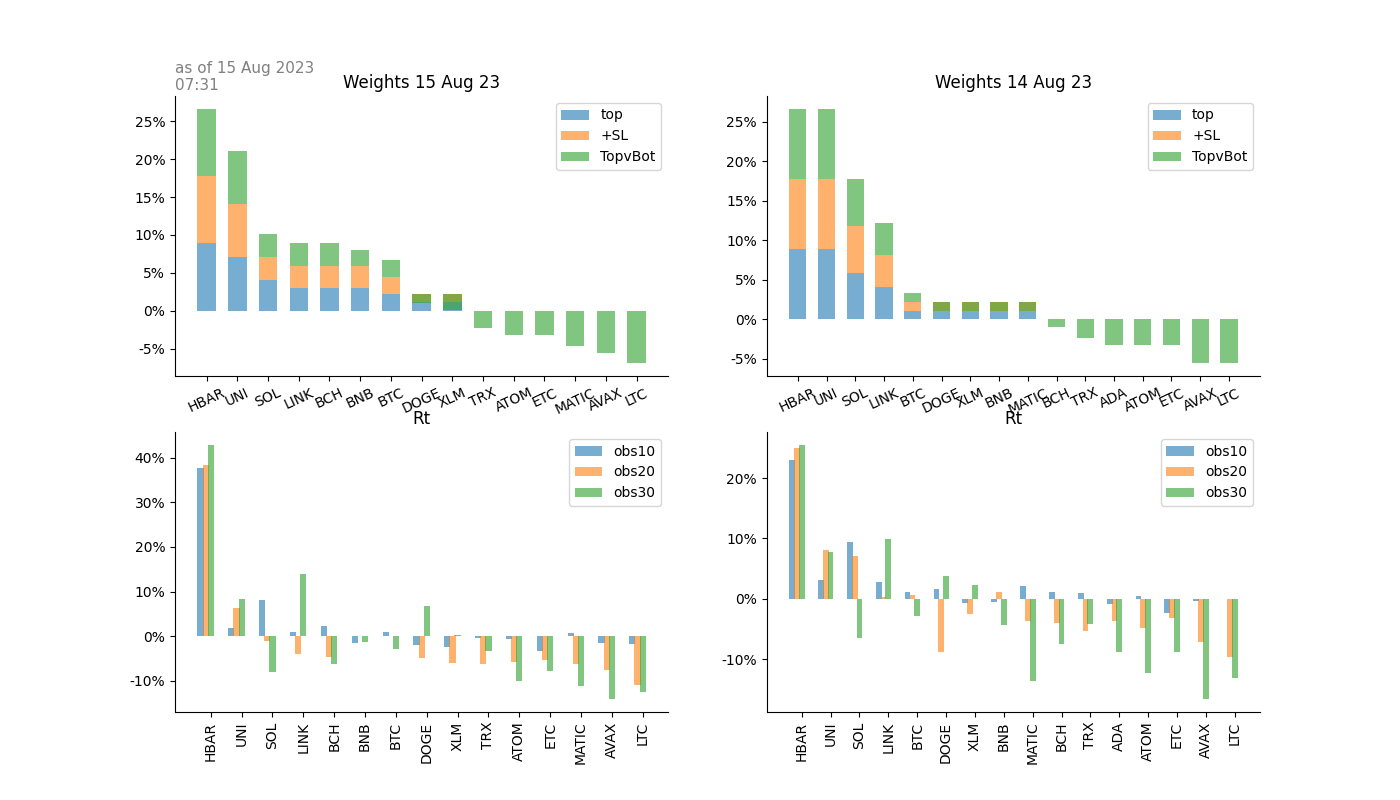 as of 15 Aug 2023
07:31
Weights 15 Aug 23
25%
20%
15%
10%
5%
0%
-5%
top
+SL
TopvBot
HBAR UNI SOL LINK BCH BNB BTC DOGE XLM TRX ATOM ETC MATIC AVAX LTC
Weights 14 Aug 23
25%
20%
15%
10%
5%
0%
-5%
top
+SL
TopvBot
HBAR UNI SOL LINK BTC DOGE XLM BNB MATIC BCH TRX ADA ATOM ETC AVAX LTC
Rt
40%
30%
20%
10%
0%
-10%
obs10
obs20
obs30
HBAR UNI SOL LINK BCH BNB BTC DOGE XLM TRX ATOM ETC MATIC AVAX LTC
Rt
20%
10%
0%
-10%
obs10
obs20
obs30
HBAR UNI SOL LINK BTC DOGE XLM BNB MATIC BCH TRX ADA ATOM ETC AVAX LTC